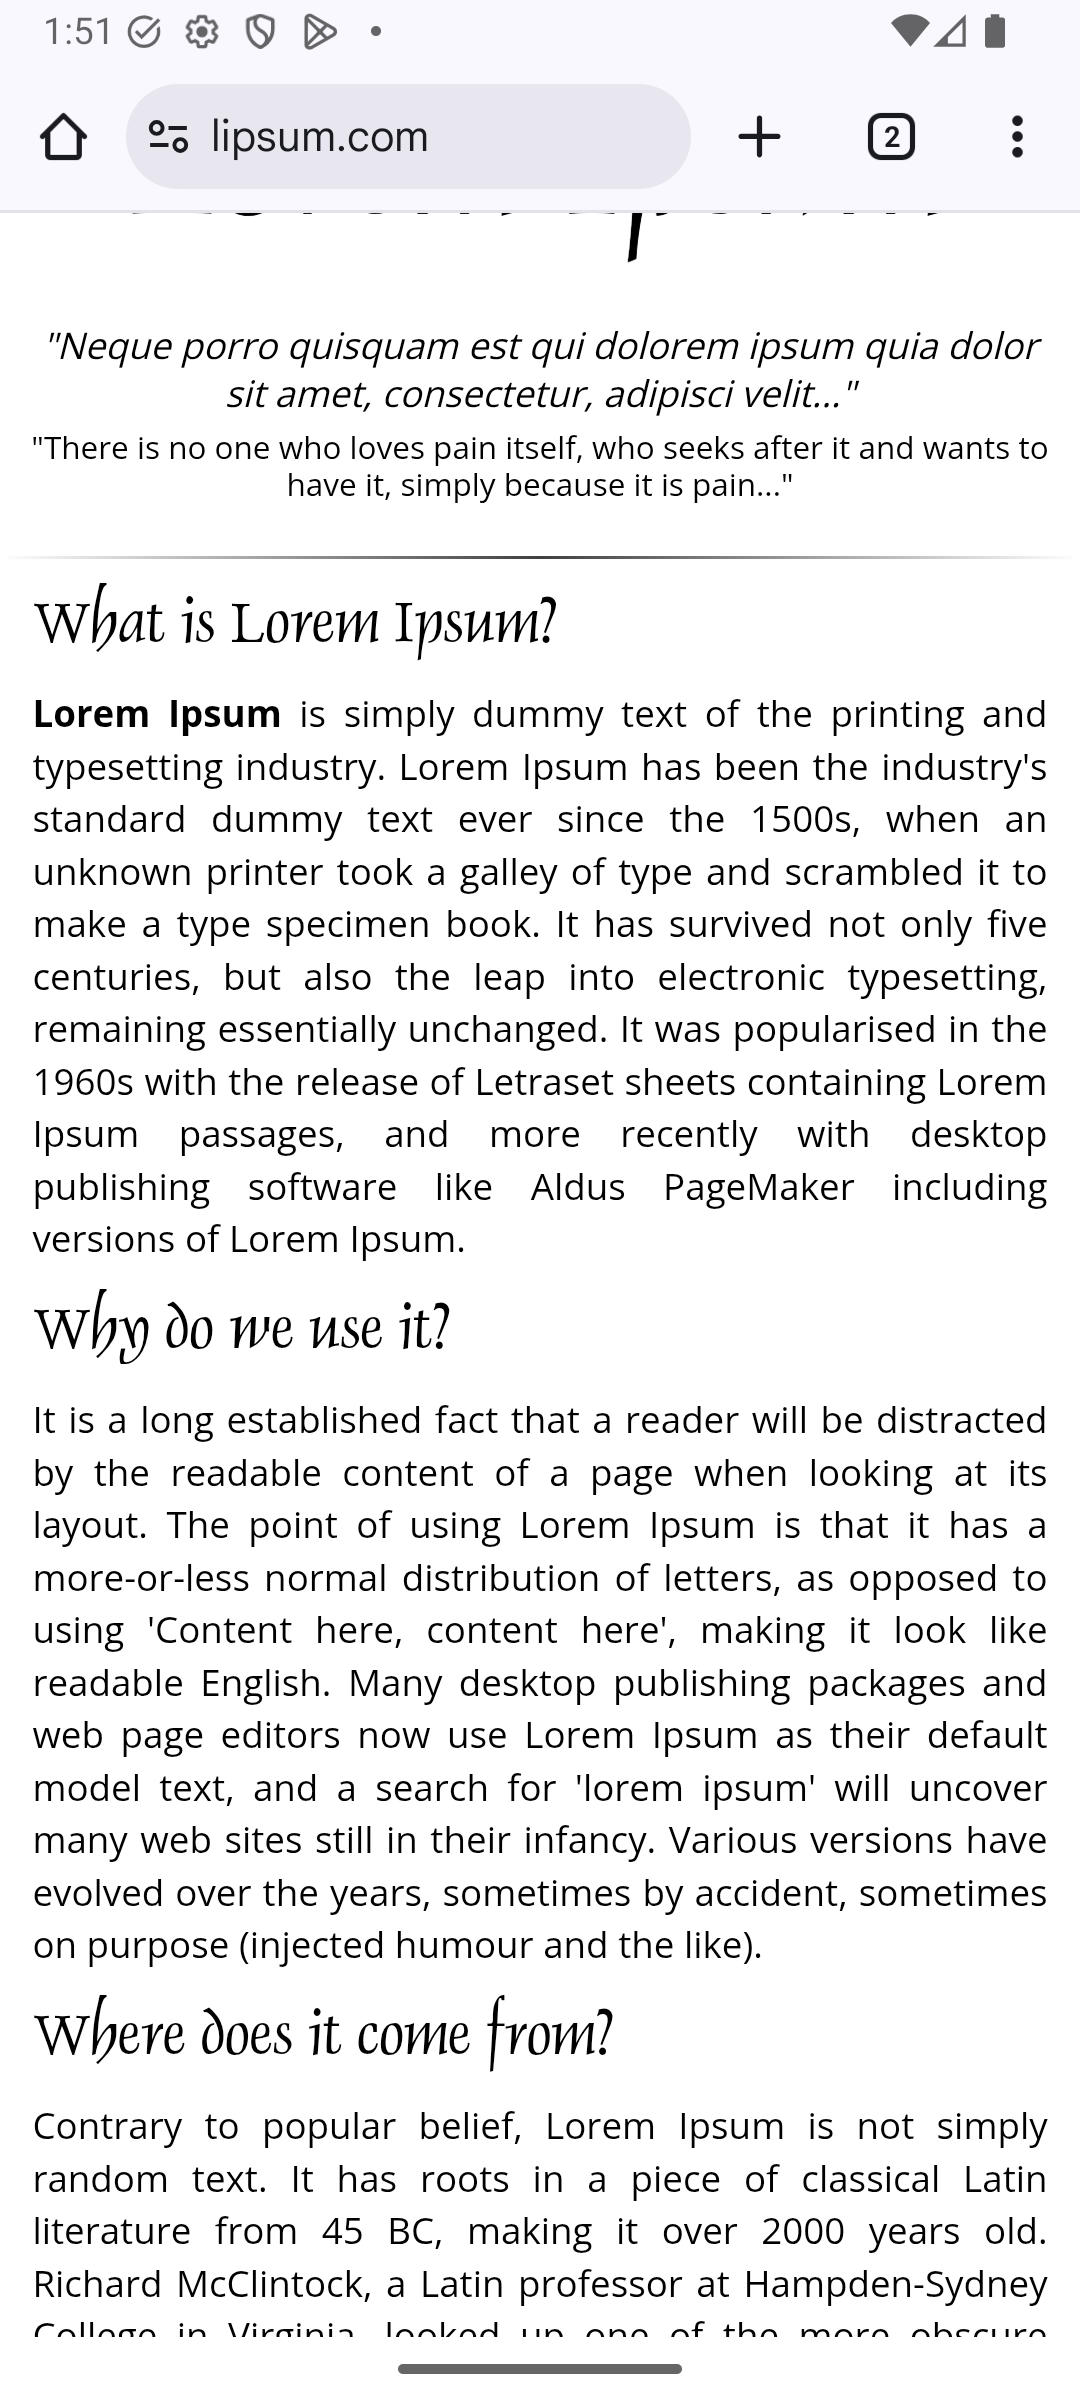 1:51
lipsum.com
2
"Neque porro quisquam est qui dolorem ipsum quia dolor
sit amet, consectetur, adipisci velit..."
"There is no one who loves pain itself, who seeks after it and wants to
have it, simply because it is pain..."
What is Lorem Ipsum?
Lorem Ipsum is simply dummy text of the printing and
typesetting industry. Lorem Ipsum has been the industry's
standard dummy text ever since the 1500s, when an
unknown printer took a galley of type and scrambled it to
make a type specimen book. It has survived not only five
centuries, but also the leap into electronic typesetting,
remaining essentially unchanged. It was popularised in the
1960s with the release of Letraset sheets containing Lorem
Ipsum passages, and more recently with desktop
publishing software like Aldus PageMaker including
versions of Lorem Ipsum.
Why do we use it?
It is a long established fact that a reader will be distracted
by the readable content of a page when looking at its
layout. The point of using Lorem Ipsum is that it has a
more-or-less normal distribution of letters, as opposed to
using 'Content here, content here', making it look like
readable English. Many desktop publishing packages and
web page editors now use Lorem Ipsum as their default
model text, and a search for 'lorem ipsum' will uncover
many web sites still in their infancy. Various versions have
evolved over the years, sometimes by accident, sometimes
on purpose (injected humour and the like).
Where does it come from?
Contrary to popular belief, Lorem Ipsum is not simply
random text. It has roots in a piece of classical Latin
literature from 45 BC, making it over 2000 years old.
Richard McClintock, a Latin professor at Hampden-Sydney
College in Virginia, looked up one of the more obscure